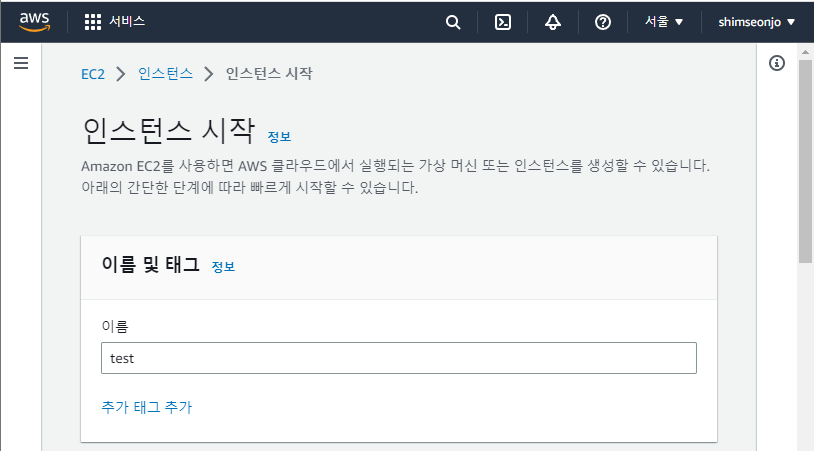 aws 서비스 서울 shimseonjo
EC2 인스턴스 인스턴스 시작
인스턴스 시작 정보
Amazon EC2를 사용하면 AWS 클라우드에서 실행되는 가상 머신 또는 인스턴스를 생성할 수 있습니다.
아래의 간단한 단계에 따라 빠르게 시작할 수 있습니다.
이름 및 태그 정보
이름
test
추가 태그 추가